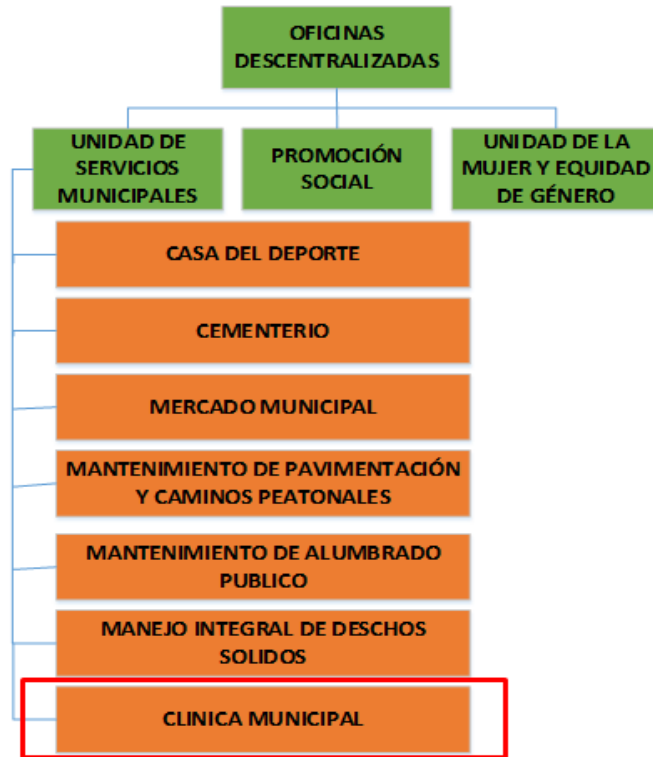 OFICINAS
DESCENTRALIZADAS
UNIDAD DE
SERVICIOS
MUNICIPALES
PROMOCIÓN
SOCIAL
UNIDAD DE LA
MUJER Y EQUIDAD
DE GÉNERO
CASA DEL DEPORTE
CEMENTERIO
MERCADO MUNICIPAL
MANTENIMIENTO DE PAVIMENTACIÓN
Y CAMINOS PEATONALES
MANTENIMIENTO DE ALUMBRADO
PUBLICO
MANEJO INTEGRAL DE DESCHOS
SOLIDOS
CLINICA MUNICIPAL